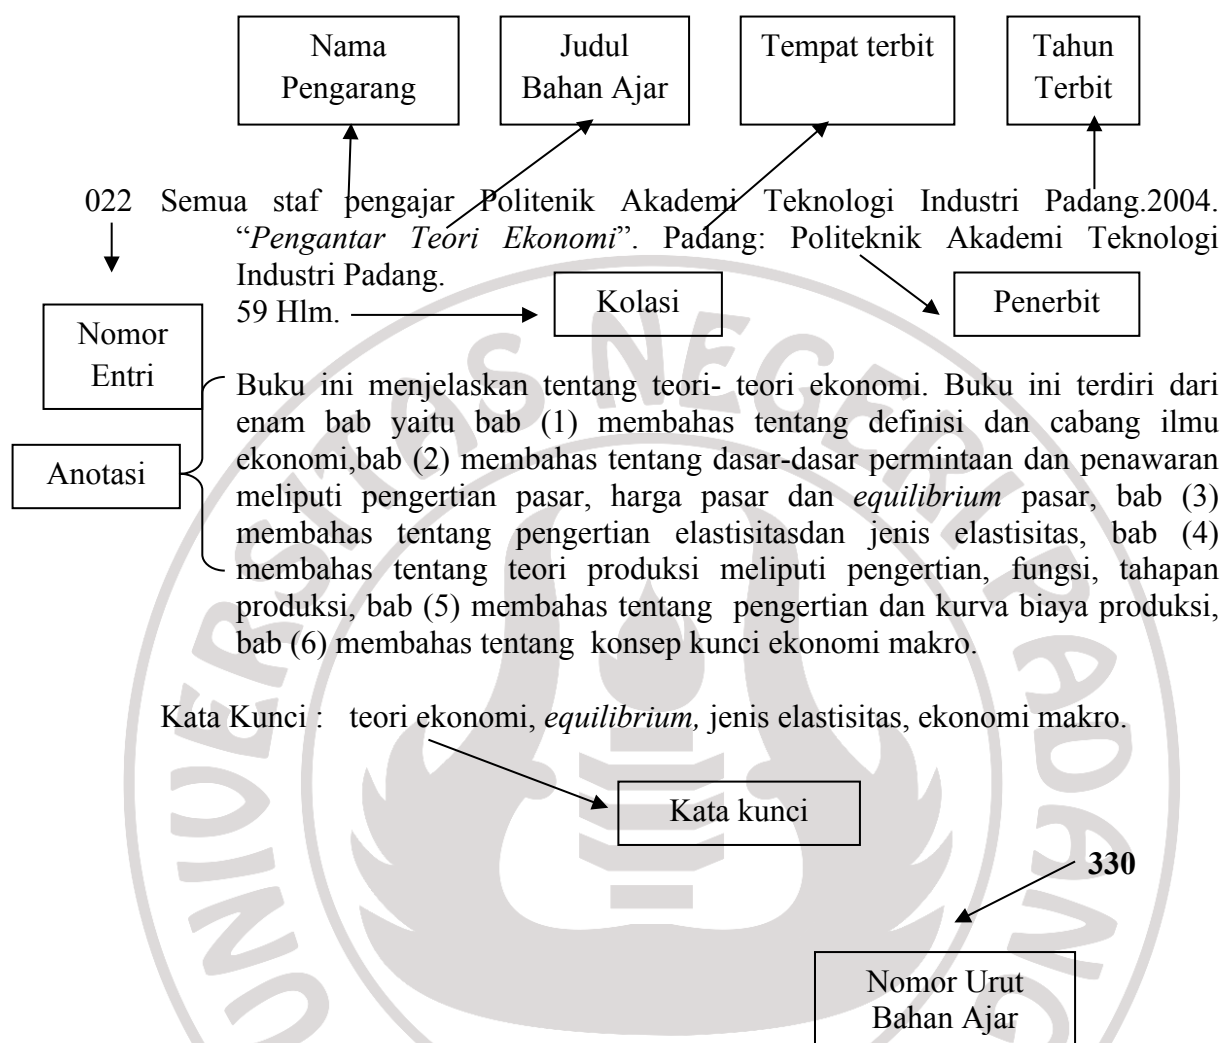 Nama
Pengarang
Judul
Bahan Ajar
Tempat terbit
Tahun
Terbit
022 Semua staf pengajar Politenik Akademi Teknologi Industri Padang.2004.
“Pengantar Teori Ekonomi”. Padang: Politeknik Akademi Teknologi
Industri Padang.
59 Hlm.
Kolasi
Penerbit
Nomor
Entri
Anotasi
Buku ini menjelaskan tentang teori- teori ekonomi. Buku ini terdiri dari
enam bab yaitu bab (1) membahas tentang definisi dan cabang ilmu
ekonomi,bab (2) membahas tentang dasar-dasar permintaan dan penawaran
meliputi pengertian pasar, harga pasar dan equilibrium pasar, bab (3)
membahas tentang pengertian elastisitasdan jenis elastisitas, bab (4)
membahas tentang teori produksi meliputi pengertian, fungsi, tahapan
produksi, bab (5) membahas tentang pengertian dan kurva biaya produksi,
bab (6) membahas tentang konsep kunci ekonomi makro.
Kata Kunci : teori ekonomi, equilibrium, jenis elastisitas, ekonomi makro.
Kata kunci
330
Nomor Urut
Bahan Ajar
UNIVERSITAS NEGERI PADANG